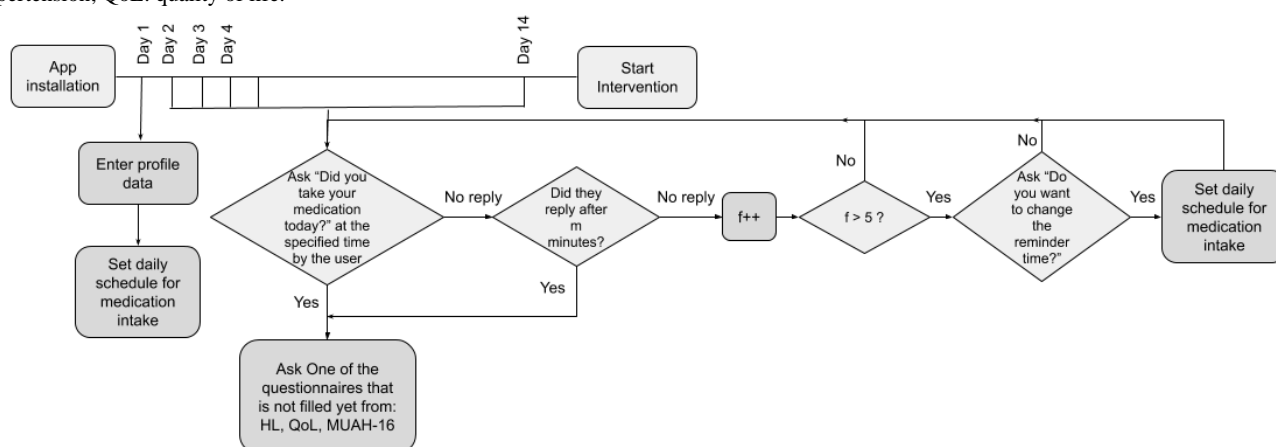 pertension; QoL: quality of life.
Day 1
Day 2
Day 3
Day 4
Day 14
App
installation
Start
Intervention
Enter profile
data
Set daily
schedule for
medication
intake
Ask “Did you
take your
medication
today?” at the
specified time
by the user
No reply
Did they
reply after
m
minutes?
No reply
f++
f > 5 ?
No
Yes
Ask “Do
you want
to change
the
reminder
time?”
No
Yes
Set daily
schedule for
medication
intake
Yes
Yes
Ask One of the
questionnaires that
is not filled yet from:
HL, QoL, MUAH-16